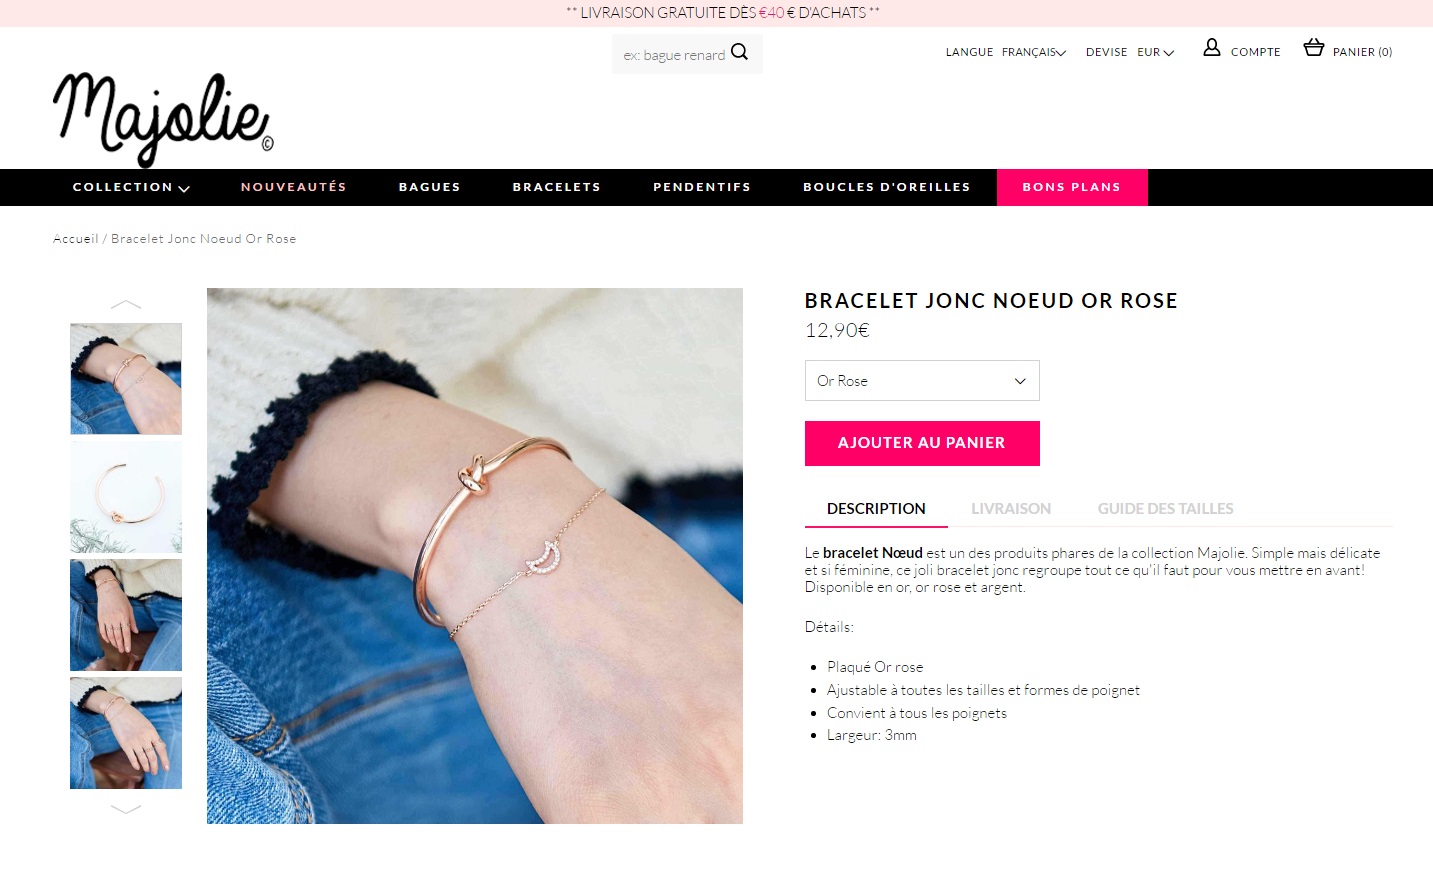 ** LIVRAISON GRATUITE DÈS €40 € D'ACHATS **
ex: bague renard
LANGUE FRANÇAIS DEVISE EUR COMPTE PANIER (0)
Majolie©
COLLECTION NOUVEAUTÉS BAGUES BRACELETS PENDENTIFS BOUCLES D'OREILLES BONS PLANS
Accueil / Bracelet Jonc Noeud Or Rose
BRACELET JONC NOEUD OR ROSE
12,90€
Or Rose
AJOUTER AU PANIER
DESCRIPTION LIVRAISON GUIDE DES TAILLES
Le bracelet Nœud est un des produits phares de la collection Majolie. Simple mais délicate
et si féminine, ce joli bracelet jonc regroupe tout ce qu'il faut pour vous mettre en avant!
Disponible en or, or rose et argent.
Détails:
Plaqué Or rose
Ajustable à toutes les tailles et formes de poignet
Convient à tous les poignets
Largeur: 3mm